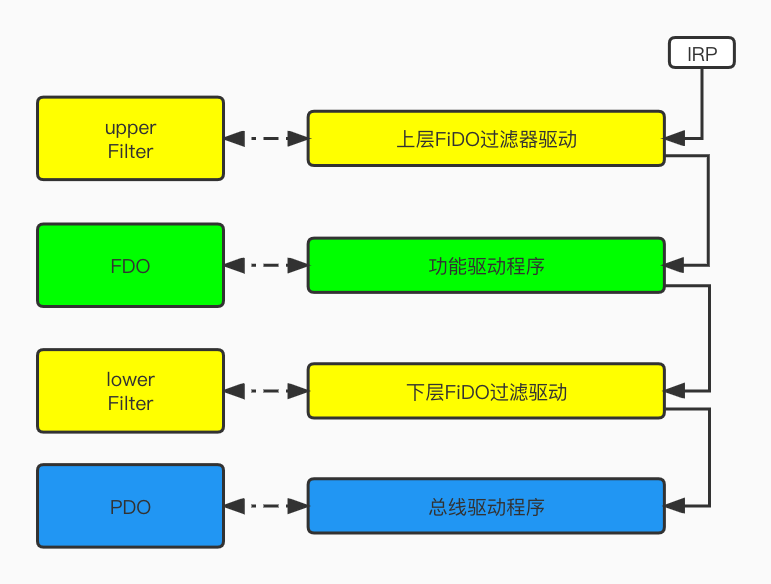 IRP
upper
Filter
上层FiDO过滤器驱动
FDO
功能驱动程序
lower
Filter
下层FiDO过滤驱动
PDO
总线驱动程序